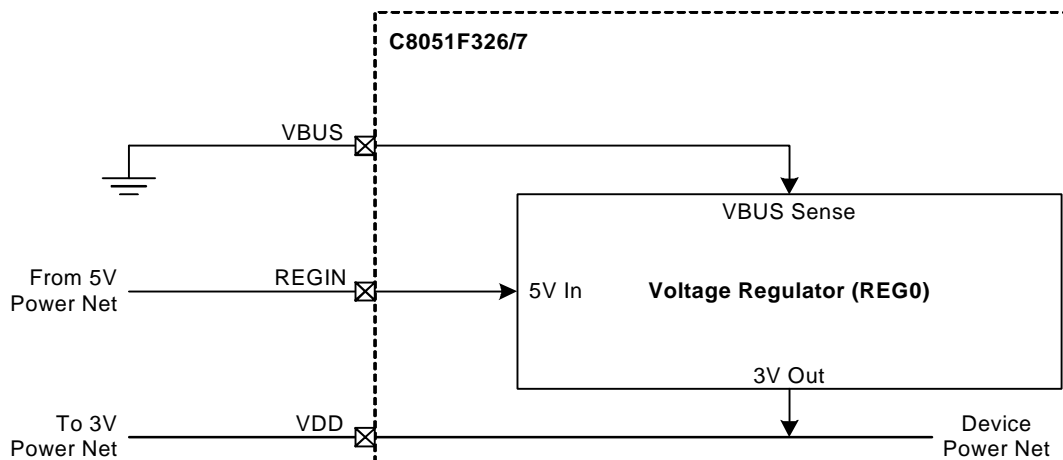 C8051F326/7
VBUS
VBUS Sense
From 5V
Power Net
REGIN
5V In
Voltage Regulator (REG0)
3V Out
To 3V
Power Net
VDD
Device
Power Net